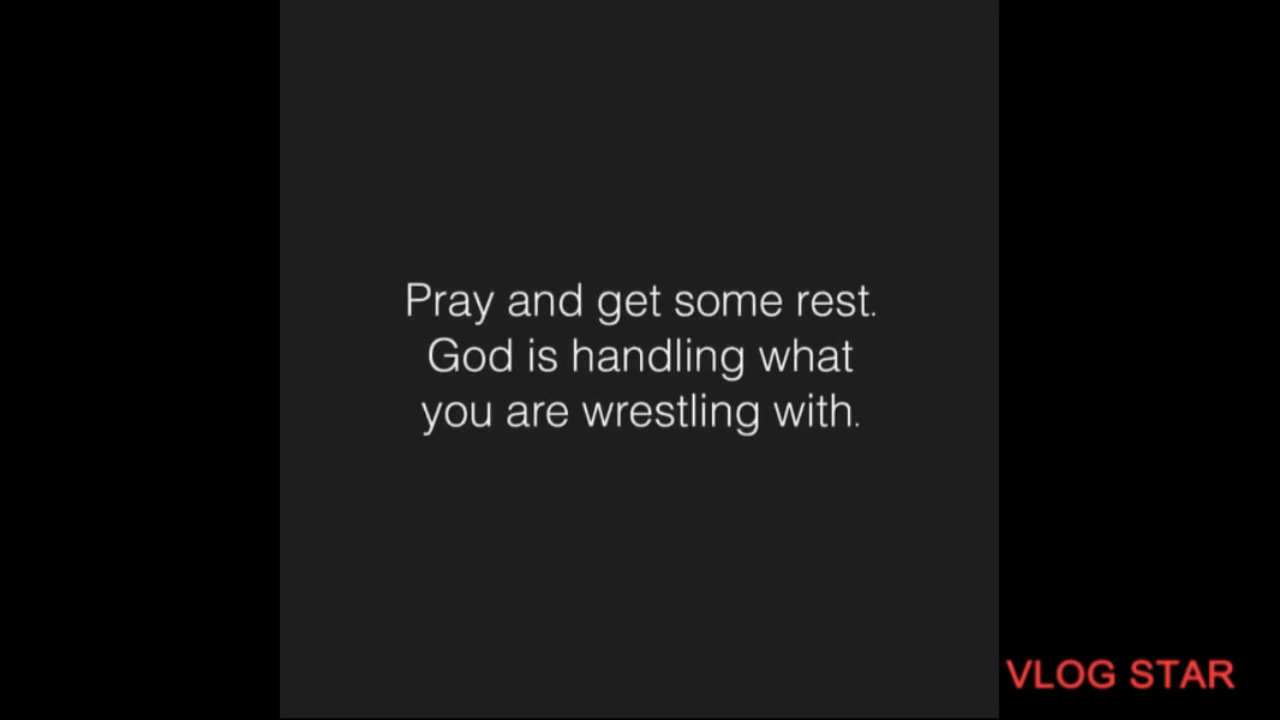 Pray and get some rest.
God is handling what
you are wrestling with.
VLOG STAR